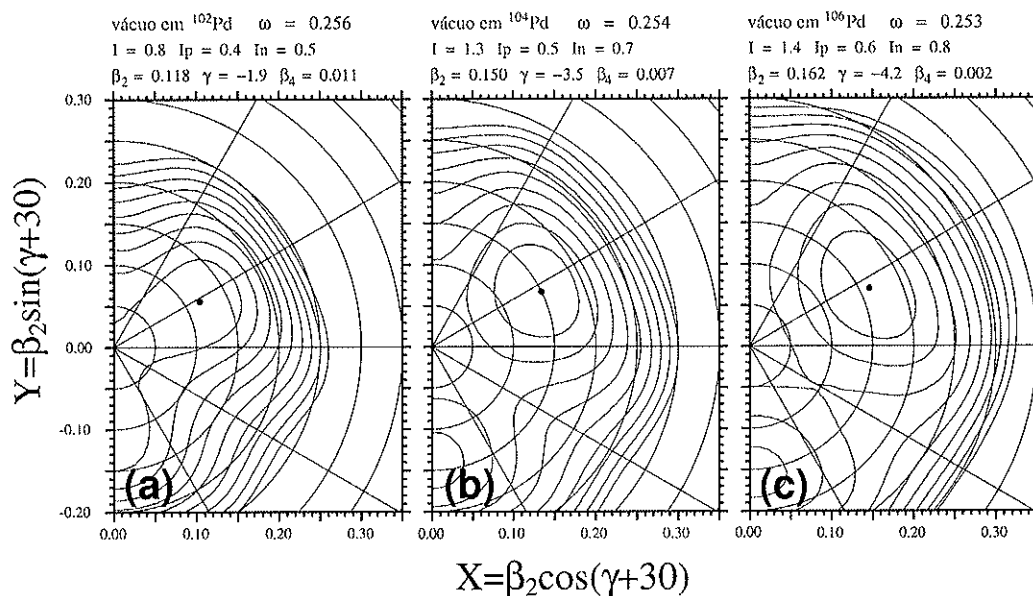 vácuo em ¹⁰²Pd ω = 0.256
I = 0.8 Ip = 0.4 In = 0.5
β₂ = 0.118 γ = −1.9 β₄ = 0.011
vácuo em ¹⁰⁴Pd ω = 0.254
I = 1.3 Ip = 0.5 In = 0.7
β₂ = 0.150 γ = −3.5 β₄ = 0.007
vácuo em ¹⁰⁶Pd ω = 0.253
I = 1.4 Ip = 0.6 In = 0.8
β₂ = 0.162 γ = −4.2 β₄ = 0.002
Y=β₂sin(γ+30)
0.30
0.20
0.10
0.00
-0.10
-0.20
(a)
(b)
(c)
0.00 0.10 0.20 0.30
0.00 0.10 0.20 0.30
0.00 0.10 0.20 0.30
X=β₂cos(γ+30)